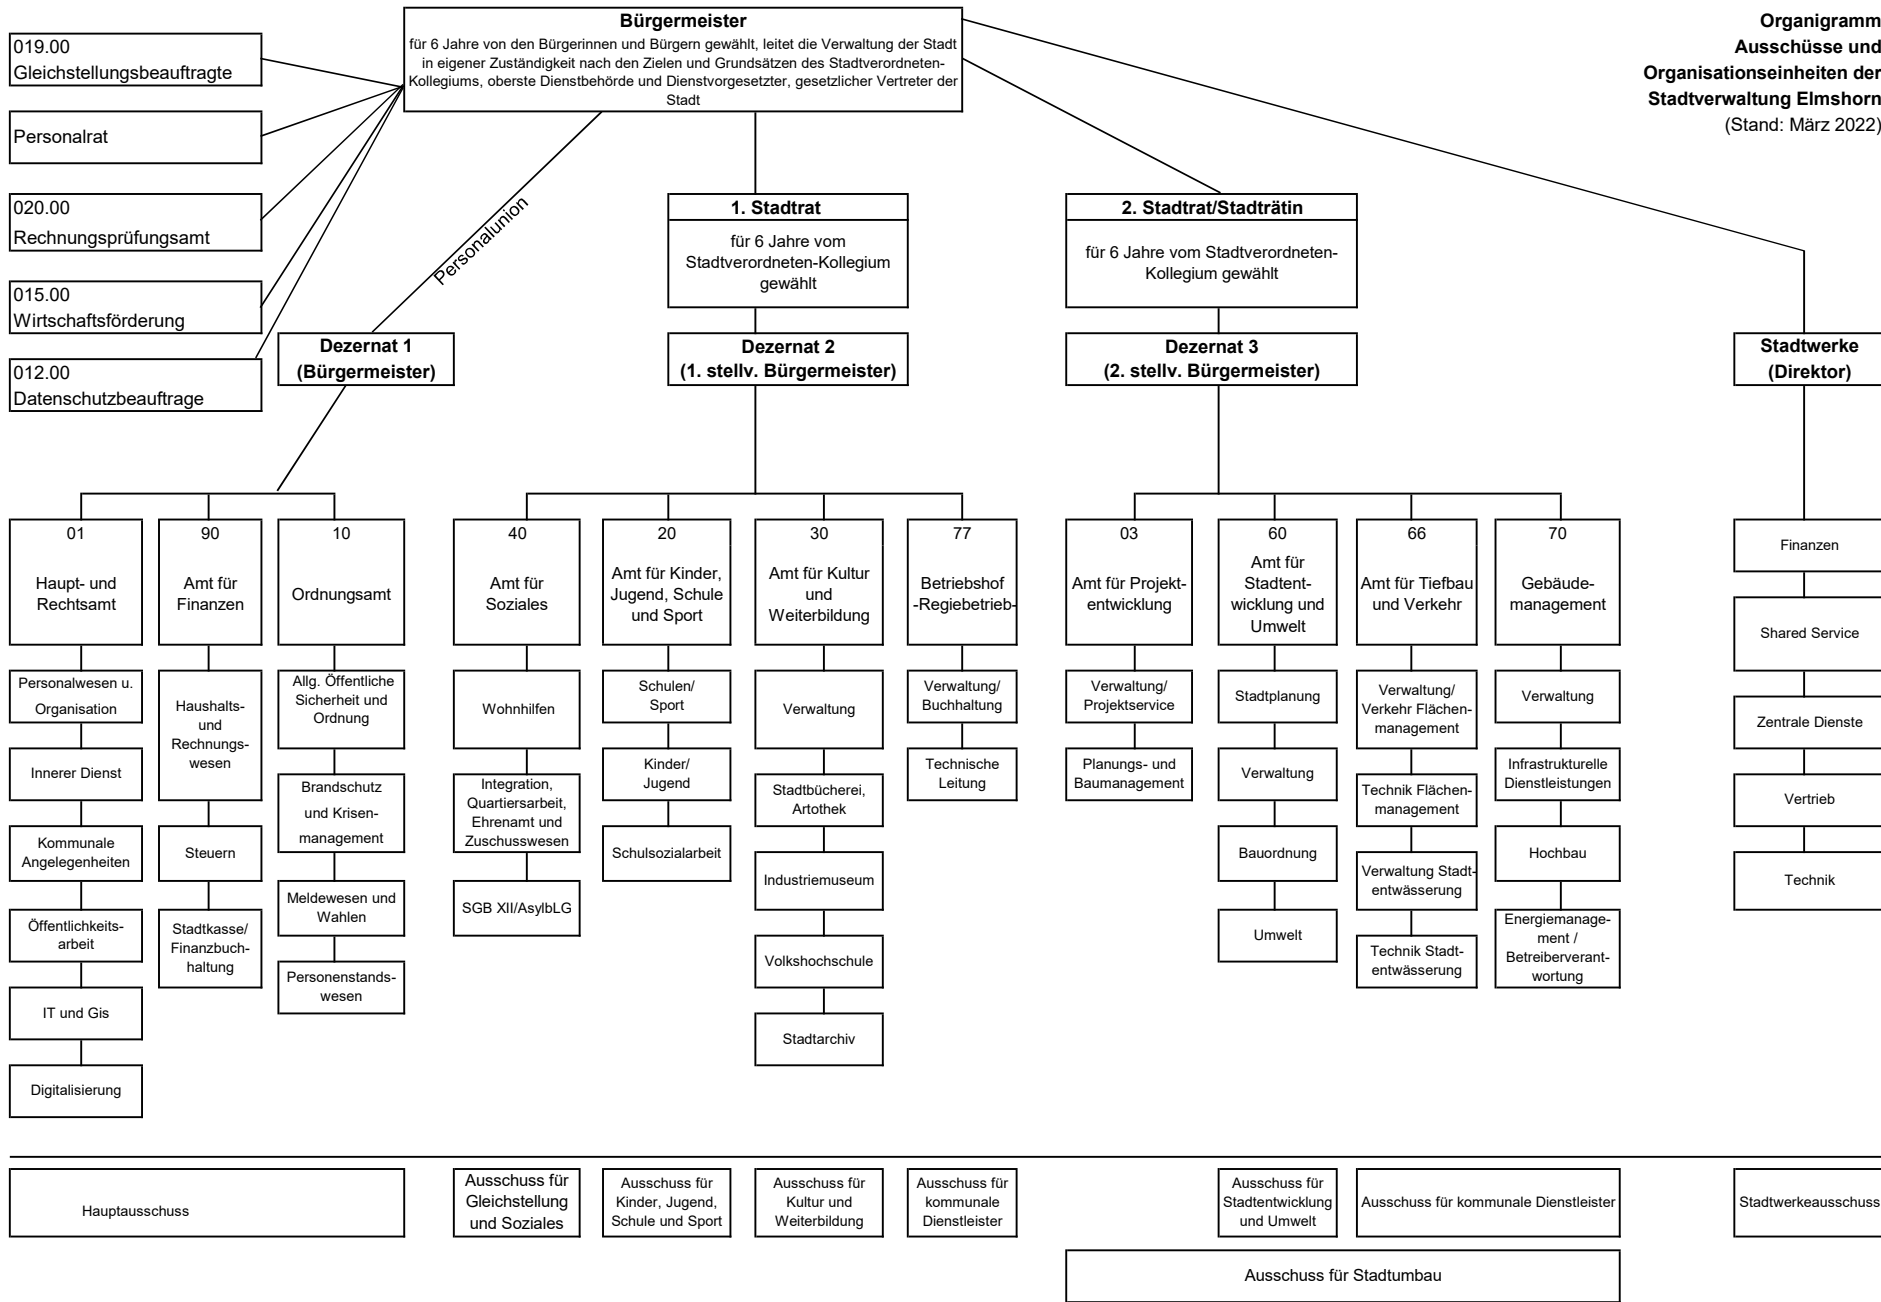 Bürgermeister
für 6 Jahre von den Bürgerinnen und Bürgern gewählt, leitet die Verwaltung der Stadt
in eigener Zuständigkeit nach den Zielen und Grundsätzen des Stadtverordneten-
Kollegiums, oberste Dienstbehörde und Dienstvorgesetzter, gesetzlicher Vertreter der
Stadt
Organigramm
Ausschüsse und
Organisationseinheiten der
Stadtverwaltung Elmshorn
(Stand: März 2022)
019.00
Gleichstellungsbeauftragte
Personalrat
020.00
Rechnungsprüfungsamt
015.00
Wirtschaftsförderung
012.00
Datenschutzbeauftrage
Personalunion
1. Stadtrat
für 6 Jahre vom
Stadtverordneten-Kollegium
gewählt
2. Stadtrat/Stadträtin
für 6 Jahre vom Stadtverordneten-
Kollegium gewählt
Dezernat 1
(Bürgermeister)
Dezernat 2
(1. stellv. Bürgermeister)
Dezernat 3
(2. stellv. Bürgermeister)
Stadtwerke
(Direktor)
01
Haupt- und
Rechtsamt
90
Amt für
Finanzen
10
Ordnungsamt
40
Amt für
Soziales
20
Amt für Kinder,
Jugend, Schule
und Sport
30
Amt für Kultur
und
Weiterbildung
77
Betriebshof
-Regiebetrieb-
03
Amt für Projekt-
entwicklung
60
Amt für
Stadtent-
wicklung und
Umwelt
66
Amt für Tiefbau
und Verkehr
70
Gebäude-
management
Finanzen
Shared Service
Zentrale Dienste
Vertrieb
Technik
Personalwesen u.
Organisation
Innerer Dienst
Kommunale
Angelegenheiten
Öffentlichkeits-
arbeit
IT und Gis
Digitalisierung
Haushalts-
und
Rechnungs-
wesen
Steuern
Stadtkasse/
Finanzbuch-
haltung
Allg. Öffentliche
Sicherheit und
Ordnung
Brandschutz
und Krisen-
management
Meldewesen und
Wahlen
Personenstands-
wesen
Wohnhilfen
Integration,
Quartiersarbeit,
Ehrenamt und
Zuschusswesen
SGB XII/AsylbLG
Schulen/
Sport
Kinder/
Jugend
Schulsozialarbeit
Verwaltung
Stadtbücherei,
Artothek
Industriemuseum
Volkshochschule
Stadtarchiv
Verwaltung/
Buchhaltung
Technische
Leitung
Verwaltung/
Projektservice
Planungs- und
Baumanagement
Stadtplanung
Verwaltung
Bauordnung
Umwelt
Verwaltung/
Verkehr Flächen-
management
Technik Flächen-
management
Verwaltung Stadt-
entwässerung
Technik Stadt-
entwässerung
Verwaltung
Infrastrukturelle
Dienstleistungen
Hochbau
Energiemanage-
ment /
Betreiberverant-
wortung
Hauptausschuss
Ausschuss für
Gleichstellung
und Soziales
Ausschuss für
Kinder, Jugend,
Schule und Sport
Ausschuss für
Kultur und
Weiterbildung
Ausschuss für
kommunale
Dienstleister
Ausschuss für
Stadtentwicklung
und Umwelt
Ausschuss für kommunale Dienstleister
Stadtwerkeausschuss
Ausschuss für Stadtumbau